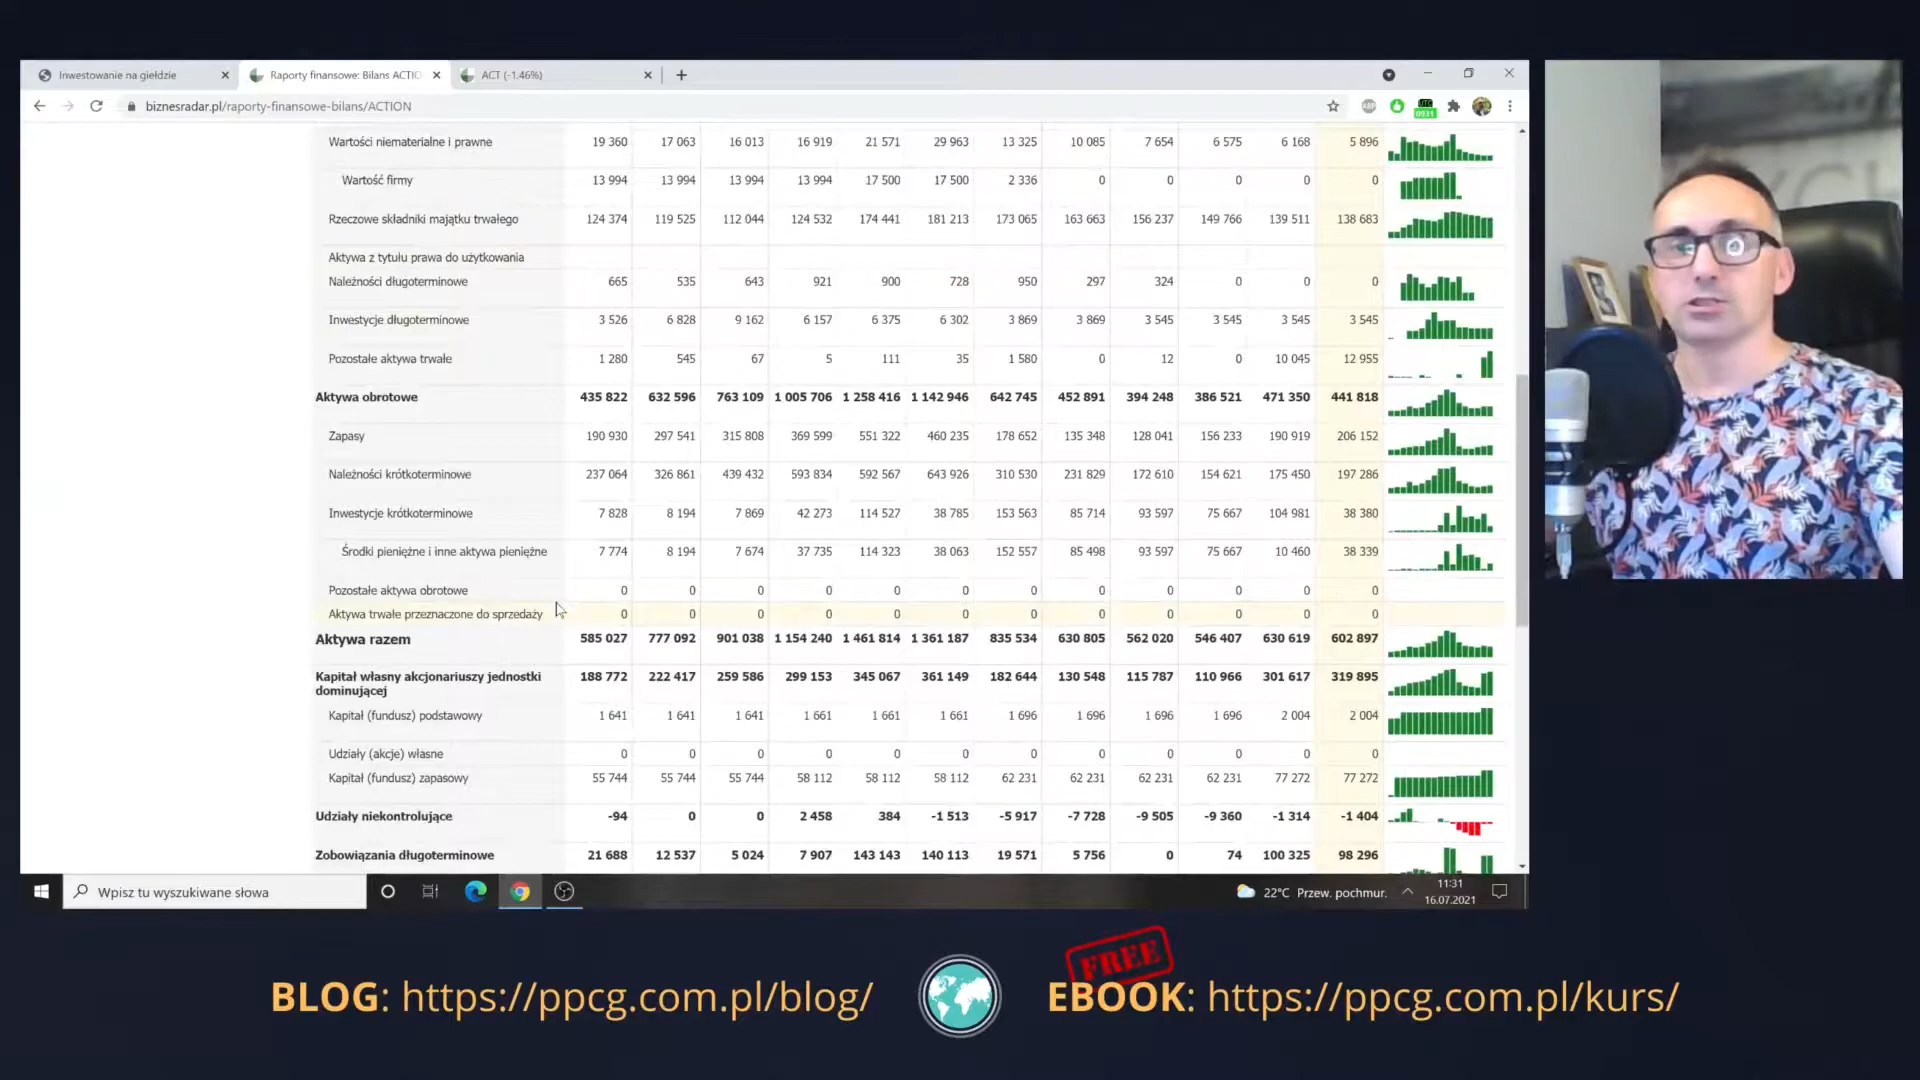 Inwestowanie na giełdzie
Raporty finansowe: Bilans ACTIO
ACT (-1.46%)
biznesradar.pl/raporty-finansowe-bilans/ACTION
Wartości niematerialne i prawne 19 360 17 063 16 013 16 919 21 571 29 963 13 325 10 085 7 654 6 575 6 168 5 896
Wartość firmy 13 994 13 994 13 994 13 994 17 500 17 500 2 336 0 0 0 0 0
Rzeczowe składniki majątku trwałego 124 374 119 525 112 044 124 532 174 441 181 213 173 065 163 663 156 237 149 766 139 511 138 683
Aktywa z tytułu prawa do użytkowania
Należności długoterminowe 665 535 643 921 900 728 950 297 324 0 0 0
Inwestycje długoterminowe 3 526 6 828 9 162 6 157 6 375 6 302 3 869 3 869 3 545 3 545 3 545 3 545
Pozostałe aktywa trwałe 1 280 545 67 5 111 35 1 580 0 12 0 10 045 12 955
Aktywa obrotowe 435 822 632 596 763 109 1 005 706 1 258 416 1 142 946 642 745 452 891 394 248 386 521 471 350 441 818
Zapasy 190 930 297 541 315 808 369 599 551 322 460 235 178 652 135 348 128 041 156 233 190 919 206 152
Należności krótkoterminowe 237 064 326 861 439 432 593 834 592 567 643 926 310 530 231 829 172 610 154 621 175 450 197 286
Inwestycje krótkoterminowe 7 828 8 194 7 869 42 273 114 527 38 785 153 563 85 714 93 597 75 667 104 981 38 380
Środki pieniężne i inne aktywa pieniężne 7 774 8 194 7 674 37 735 114 323 38 063 152 557 85 498 93 597 75 667 10 460 38 339
Pozostałe aktywa obrotowe 0 0 0 0 0 0 0 0 0 0 0 0
Aktywa trwałe przeznaczone do sprzedaży 0 0 0 0 0 0 0 0 0 0 0 0
Aktywa razem 585 027 777 092 901 038 1 154 240 1 461 814 1 361 187 835 534 630 805 562 020 546 407 630 619 602 897
Kapitał własny akcjonariuszy jednostki dominującej 188 772 222 417 259 586 299 153 345 067 361 149 182 644 130 548 115 787 110 966 301 617 319 895
Kapitał (fundusz) podstawowy 1 641 1 641 1 641 1 661 1 661 1 661 1 696 1 696 1 696 1 696 2 004 2 004
Udziały (akcje) własne 0 0 0 0 0 0 0 0 0 0 0 0
Kapitał (fundusz) zapasowy 55 744 55 744 55 744 58 112 58 112 58 112 62 231 62 231 62 231 62 231 77 272 77 272
Udziały niekontrolujące -94 0 0 2 458 384 -1 513 -5 917 -7 728 -9 505 -9 360 -1 314 -1 404
Zobowiązania długoterminowe 21 688 12 537 5 024 7 907 143 143 140 113 19 571 5 756 0 74 100 325 98 296
Wpisz tu wyszukiwane słowa
22°C Przew. pochmur.
11:31
16.07.2021
FREE
BLOG: https://ppcg.com.pl/blog/
EBOOK: https://ppcg.com.pl/kurs/